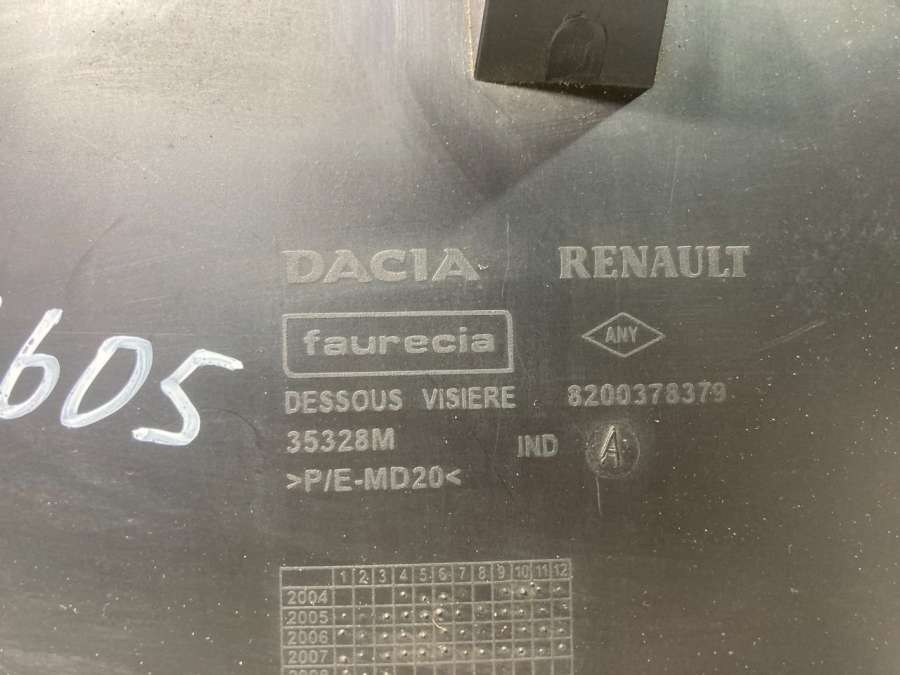 DACIA RENAULT
faurecia ANY
605
DESSOUS VISIERE 8200378379
35328M IND A
>P/E-MD20<
1 2 3 4 5 6 7 8 9 10 11 12
2004
2005
2006
2007